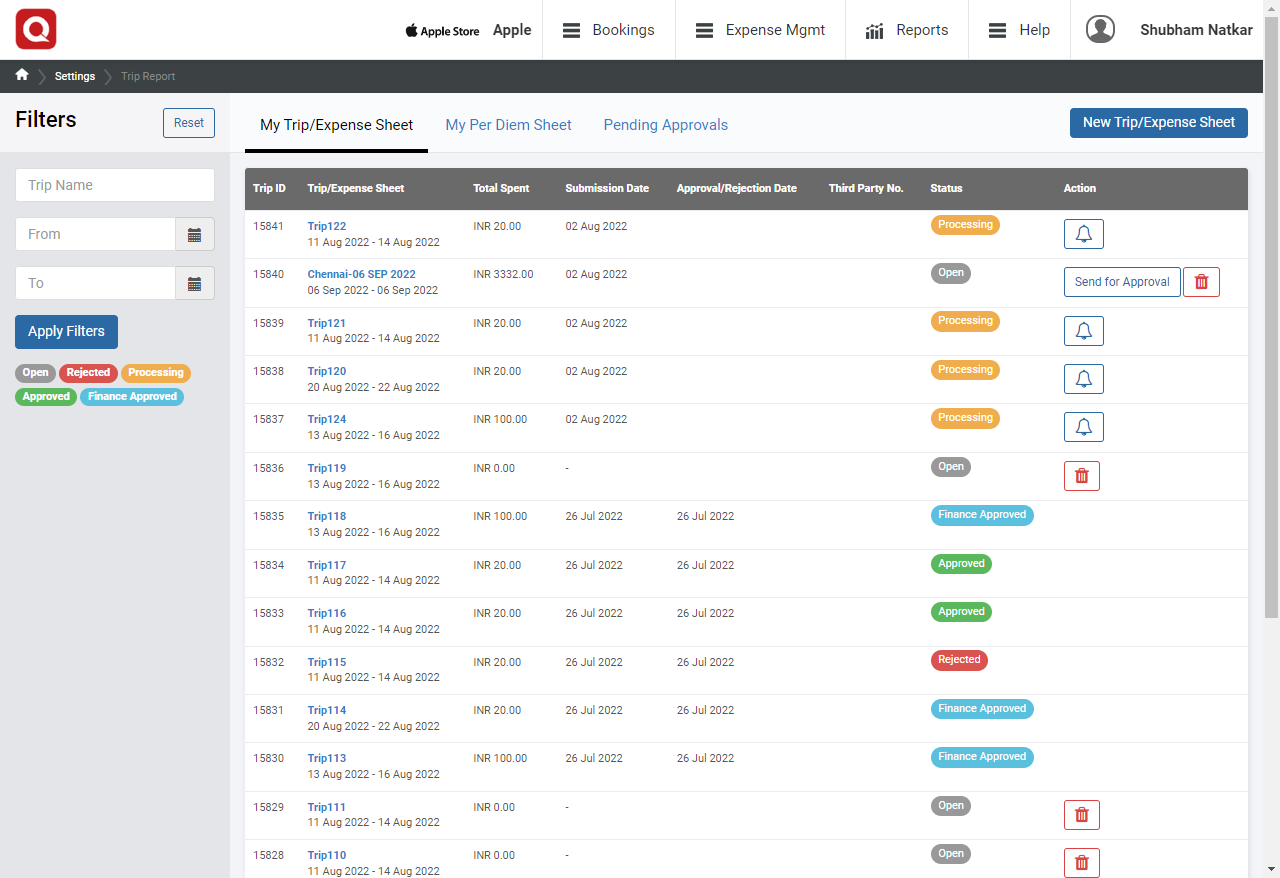 Q Apple Store Apple Bookings Expense Mgmt Reports Help Shubham Natkar
Settings Trip Report
Filters Reset
Trip Name
From
To
Apply Filters
Open Rejected Processing
Approved Finance Approved
My Trip/Expense Sheet My Per Diem Sheet Pending Approvals New Trip/Expense Sheet
Trip ID Trip/Expense Sheet Total Spent Submission Date Approval/Rejection Date Third Party No. Status Action
15841 Trip122 INR 20.00 02 Aug 2022 Processing
11 Aug 2022 - 14 Aug 2022
15840 Chennai-06 SEP 2022 INR 3332.00 02 Aug 2022 Open Send for Approval
06 Sep 2022 - 06 Sep 2022
15839 Trip121 INR 20.00 02 Aug 2022 Processing
11 Aug 2022 - 14 Aug 2022
15838 Trip120 INR 20.00 02 Aug 2022 Processing
20 Aug 2022 - 22 Aug 2022
15837 Trip124 INR 100.00 02 Aug 2022 Processing
13 Aug 2022 - 16 Aug 2022
15836 Trip119 INR 0.00 - Open
13 Aug 2022 - 16 Aug 2022
15835 Trip118 INR 100.00 26 Jul 2022 26 Jul 2022 Finance Approved
13 Aug 2022 - 16 Aug 2022
15834 Trip117 INR 20.00 26 Jul 2022 26 Jul 2022 Approved
11 Aug 2022 - 14 Aug 2022
15833 Trip116 INR 20.00 26 Jul 2022 26 Jul 2022 Approved
11 Aug 2022 - 14 Aug 2022
15832 Trip115 INR 20.00 26 Jul 2022 26 Jul 2022 Rejected
11 Aug 2022 - 14 Aug 2022
15831 Trip114 INR 20.00 26 Jul 2022 26 Jul 2022 Finance Approved
20 Aug 2022 - 22 Aug 2022
15830 Trip113 INR 100.00 26 Jul 2022 26 Jul 2022 Finance Approved
13 Aug 2022 - 16 Aug 2022
15829 Trip111 INR 0.00 - Open
11 Aug 2022 - 14 Aug 2022
15828 Trip110 INR 0.00 - Open
11 Aug 2022 - 14 Aug 2022